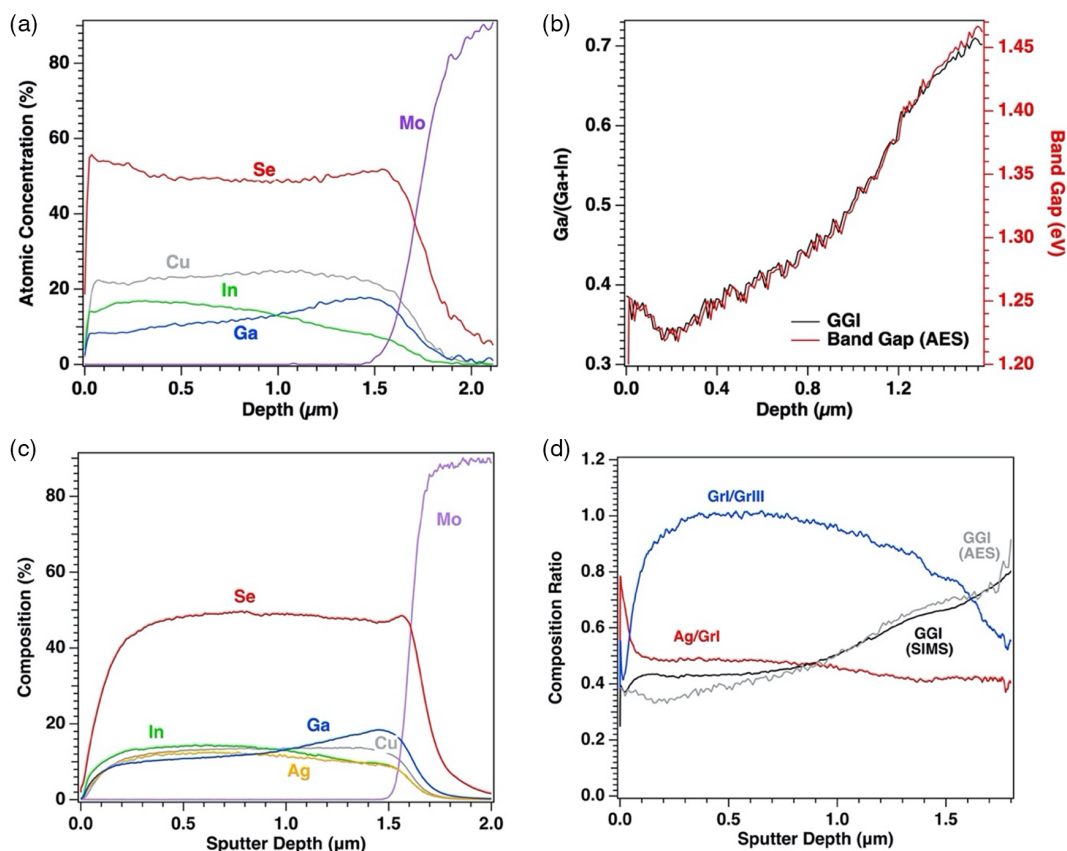 (a)
Atomic Concentration (%)
80
60
40
20
0
Mo
Se
Cu
In
Ga
0.0 0.5 1.0 1.5 2.0
Depth (μm)
(b)
Ga/(Ga+In)
0.7
0.6
0.5
0.4
0.3
1.45
1.40
1.35
1.30
1.25
1.20
Band Gap (eV)
GGI
Band Gap (AES)
0.0 0.4 0.8 1.2
Depth (μm)
(c)
Composition (%)
80
60
40
20
0
Mo
Se
In
Ga
Cu
Ag
0.0 0.5 1.0 1.5 2.0
Sputter Depth (μm)
(d)
Composition Ratio
1.2
1.0
0.8
0.6
0.4
0.2
0.0
GrI/GrIII
GGI
(AES)
Ag/GrI
GGI
(SIMS)
0.0 0.5 1.0 1.5
Sputter Depth (μm)